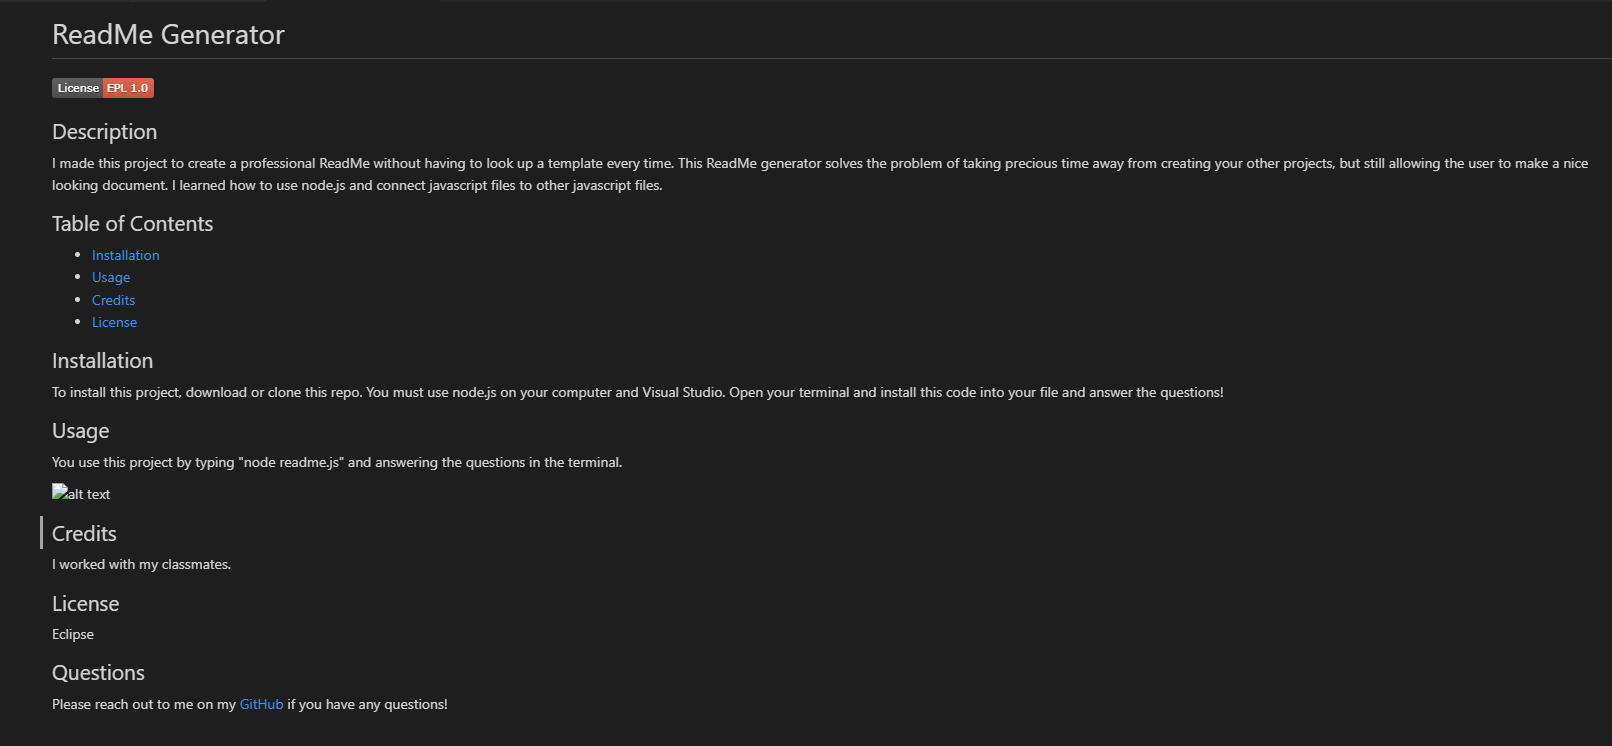 ReadMe Generator
License EPL 1.0
Description
I made this project to create a professional ReadMe without having to look up a template every time. This ReadMe generator solves the problem of taking precious time away from creating your other projects, but still allowing the user to make a nice
looking document. I learned how to use node.js and connect javascript files to other javascript files.
Table of Contents
• Installation
• Usage
• Credits
• License
Installation
To install this project, download or clone this repo. You must use node.js on your computer and Visual Studio. Open your terminal and install this code into your file and answer the questions!
Usage
You use this project by typing "node readme.js" and answering the questions in the terminal.
alt text
Credits
I worked with my classmates.
License
Eclipse
Questions
Please reach out to me on my GitHub if you have any questions!